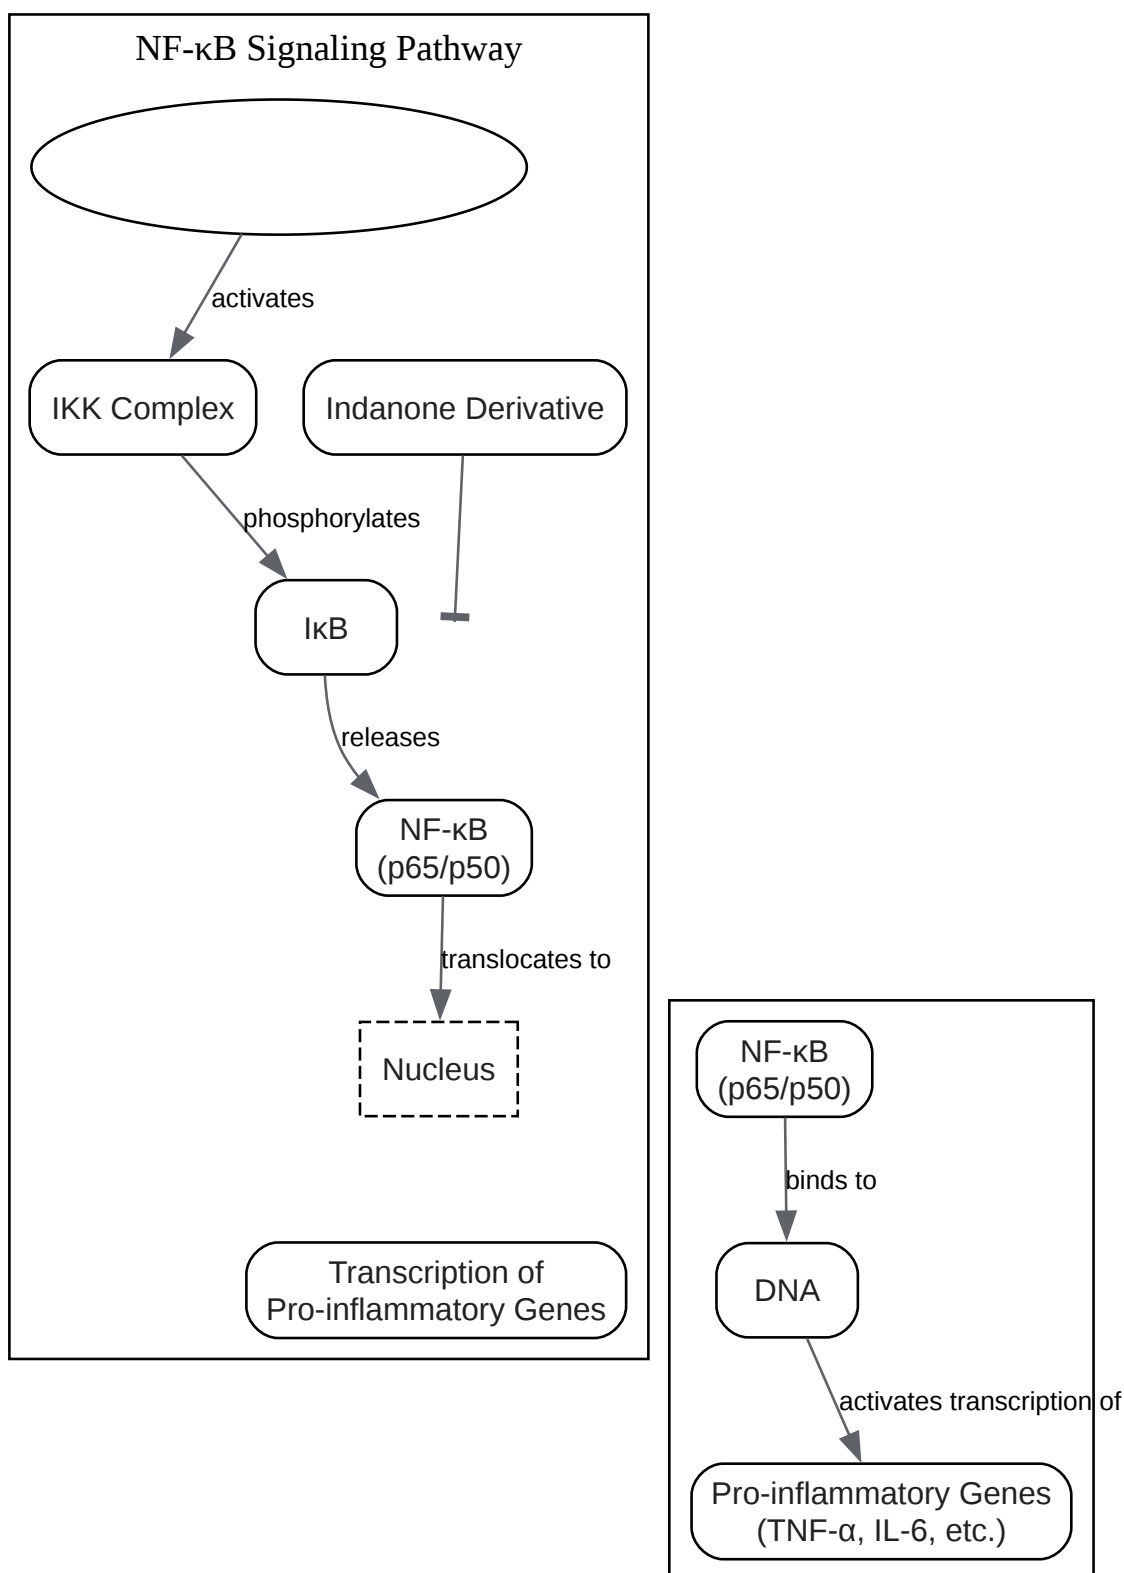 NF-κB Signaling Pathway
activates
IKK Complex
Indanone Derivative
phosphorylates
IκB
releases
NF-κB
(p65/p50)
translocates to
Nucleus
Transcription of
Pro-inflammatory Genes
NF-κB
(p65/p50)
binds to
DNA
activates transcription of
Pro-inflammatory Genes
(TNF-α, IL-6, etc.)